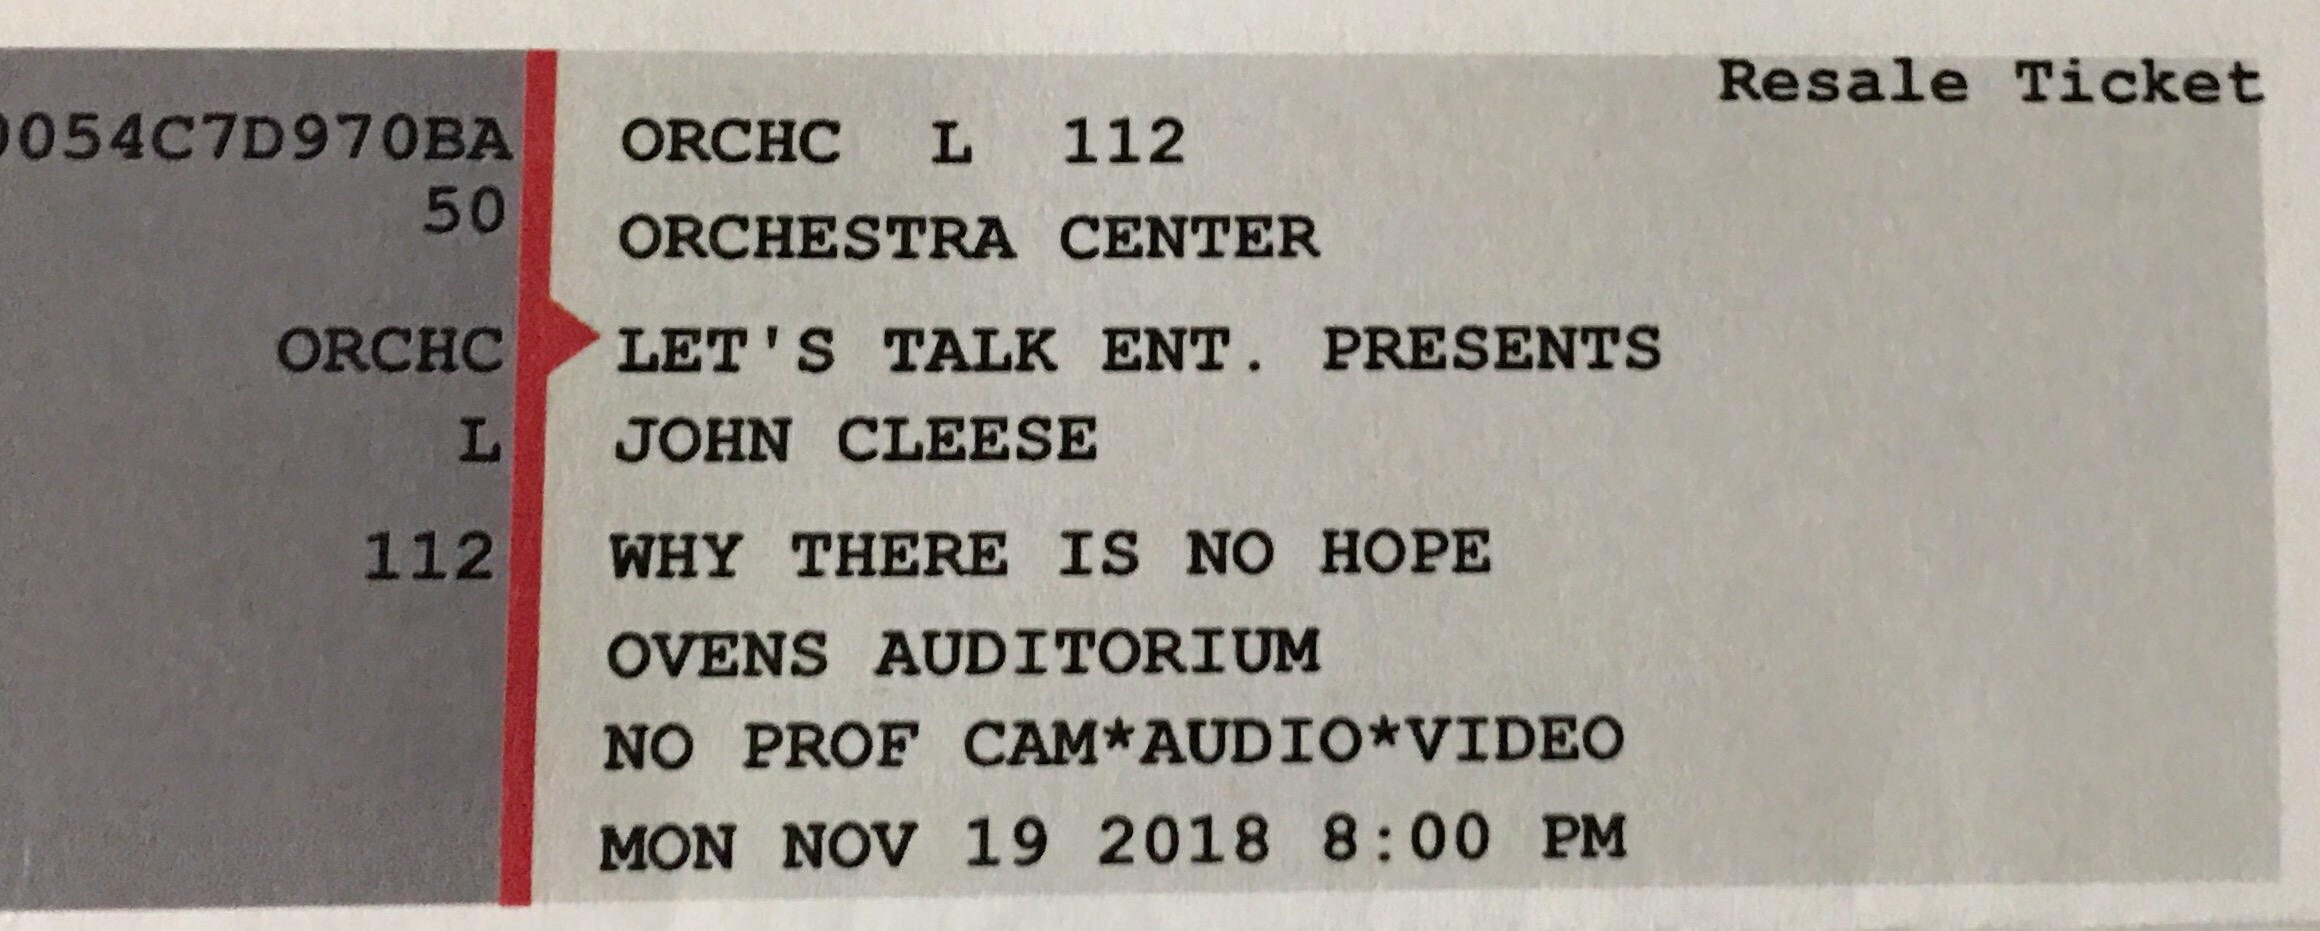 Resale Ticket
054C7D970BA
50
ORCHC
L
112
ORCHC L 112
ORCHESTRA CENTER
LET'S TALK ENT. PRESENTS
JOHN CLEESE
WHY THERE IS NO HOPE
OVENS AUDITORIUM
NO PROF CAM*AUDIO*VIDEO
MON NOV 19 2018 8:00 PM